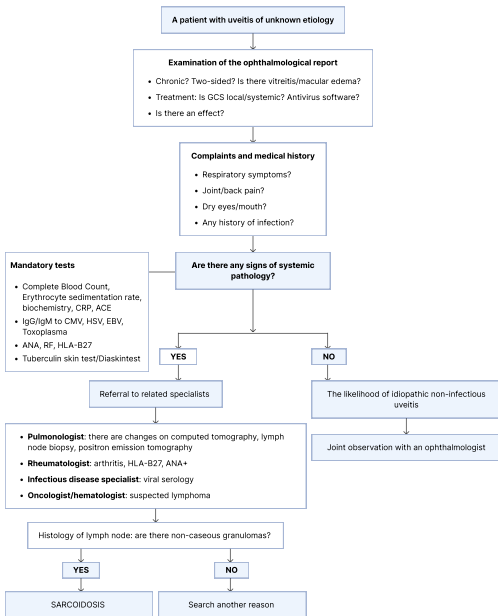 A patient with uveitis of unknown etiology
Examination of the ophthalmological report
• Chronic? Two-sided? Is there vitreitis/macular edema?
• Treatment: Is GCS local/systemic? Antivirus software?
• Is there an effect?
Complaints and medical history
• Respiratory symptoms?
• Joint/back pain?
• Dry eyes/mouth?
• Any history of infection?
Mandatory tests
• Complete Blood Count,
Erythrocyte sedimentation rate,
biochemistry, CRP, ACE
• IgG/IgM to CMV, HSV, EBV,
Toxoplasma
• ANA, RF, HLA-B27
• Tuberculin skin test/Diaskintest
Are there any signs of systemic
pathology?
YES
NO
Referral to related specialists
The likelihood of idiopathic non-infectious
uveitis
Joint observation with an ophthalmologist
• Pulmonologist: there are changes on computed tomography, lymph
node biopsy, positron emission tomography
• Rheumatologist: arthritis, HLA-B27, ANA+
• Infectious disease specialist: viral serology
• Oncologist/hematologist: suspected lymphoma
Histology of lymph node: are there non-caseous granulomas?
YES
NO
SARCOIDOSIS
Search another reason